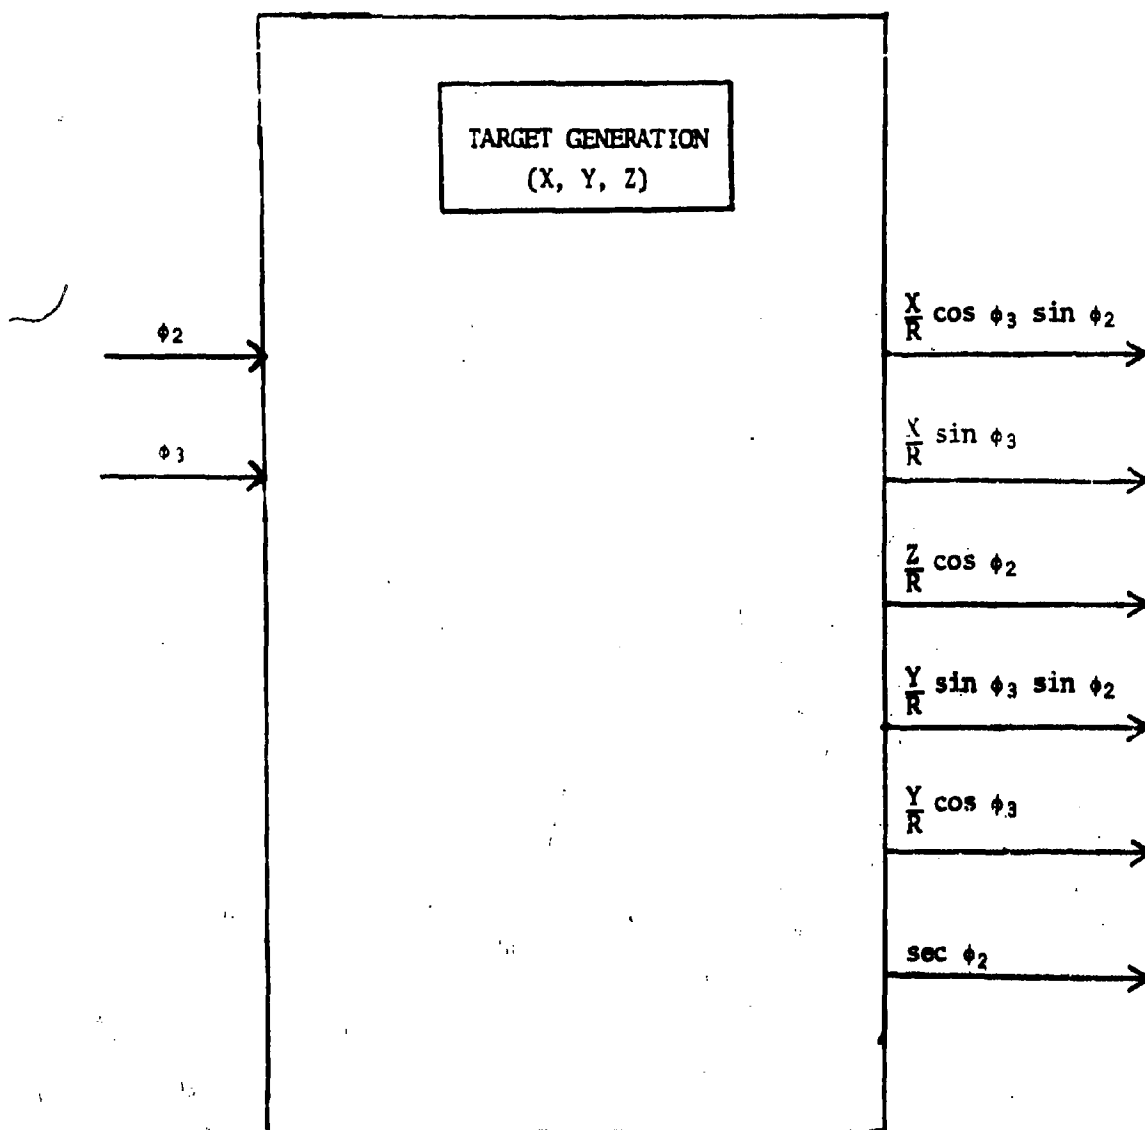 TARGET GENERATION
(X, Y, Z)
φ2
φ3
X/R cos φ3 sin φ2
X/R sin φ3
Z/R cos φ2
Y/R sin φ3 sin φ2
Y/R cos φ3
sec φ2